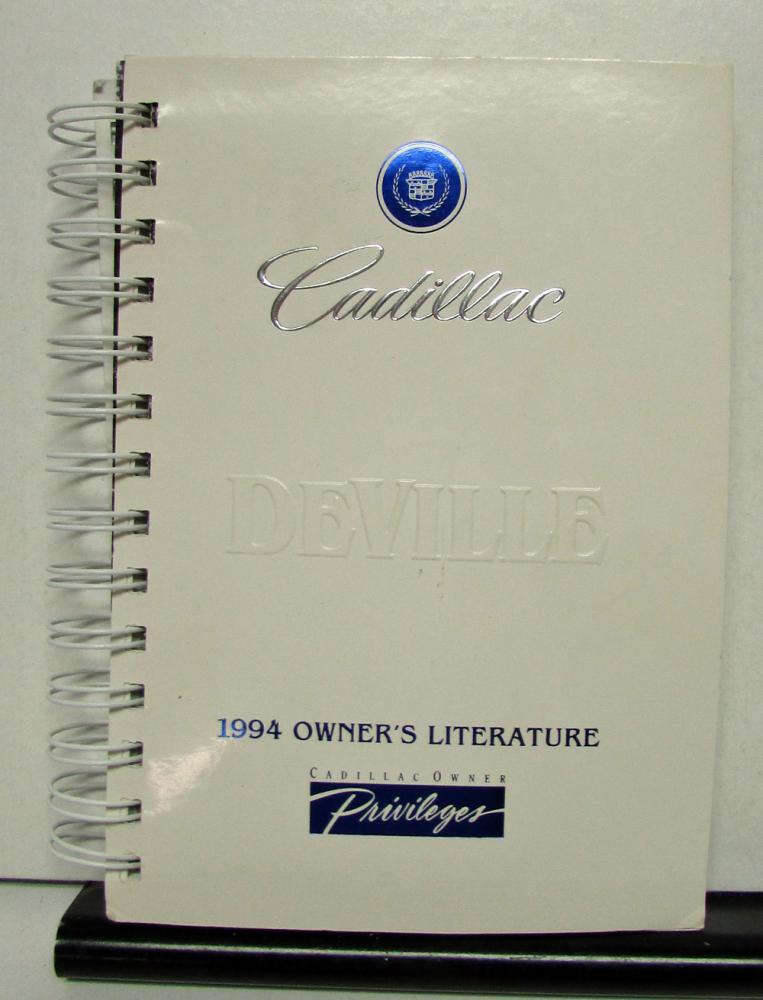 Cadillac
DEVILLE
1994 OWNER'S LITERATURE
CADILLAC OWNER
Privileges